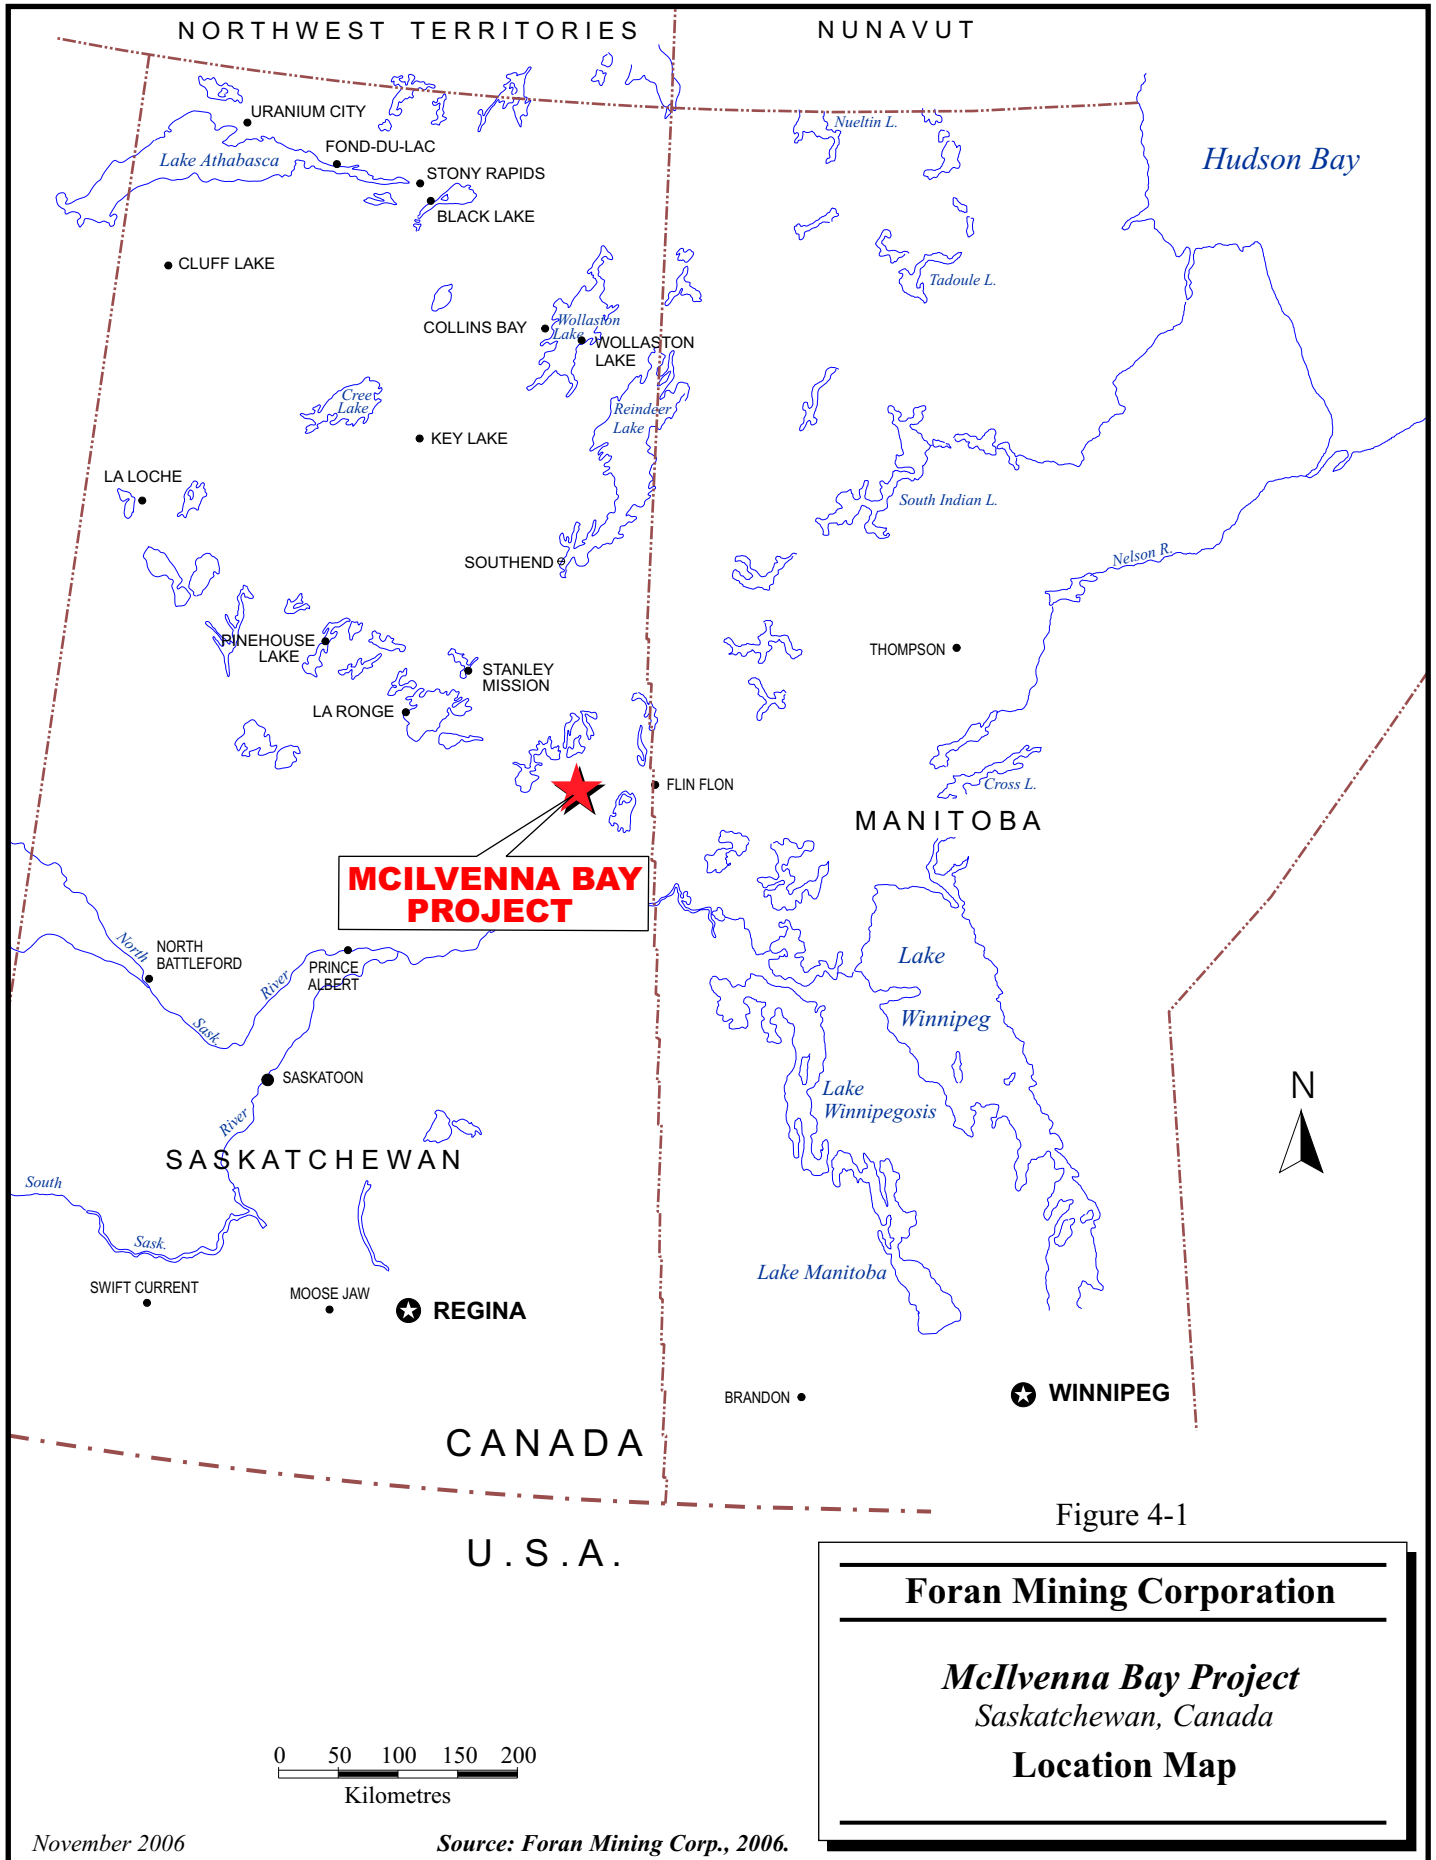 NORTHWEST TERRITORIES
NUNAVUT
URANIUM CITY
Nueltin L.
FOND-DU-LAC
Lake Athabasca
Hudson Bay
STONY RAPIDS
BLACK LAKE
CLUFF LAKE
Tadoule L.
COLLINS BAY
Wollaston
Lake
WOLLASTON
LAKE
Cree
Lake
Reindeer
Lake
KEY LAKE
LA LOCHE
South Indian L.
SOUTHEND
Nelson R.
PINEHOUSE
LAKE
THOMPSON
STANLEY
MISSION
LA RONGE
FLIN FLON
Cross L.
MANITOBA
MCILVENNA BAY
PROJECT
North
NORTH
BATTLEFORD
River
PRINCE
ALBERT
Lake
Winnipeg
Sask.
SASKATOON
Lake
Winnipegosis
N
River
SASKATCHEWAN
South
Sask.
Lake Manitoba
SWIFT CURRENT
MOOSE JAW
REGINA
BRANDON
WINNIPEG
CANADA
U.S.A.
Figure 4-1
Foran Mining Corporation
McIlvenna Bay Project
Saskatchewan, Canada
Location Map
0 50 100 150 200
Kilometres
November 2006
Source: Foran Mining Corp., 2006.